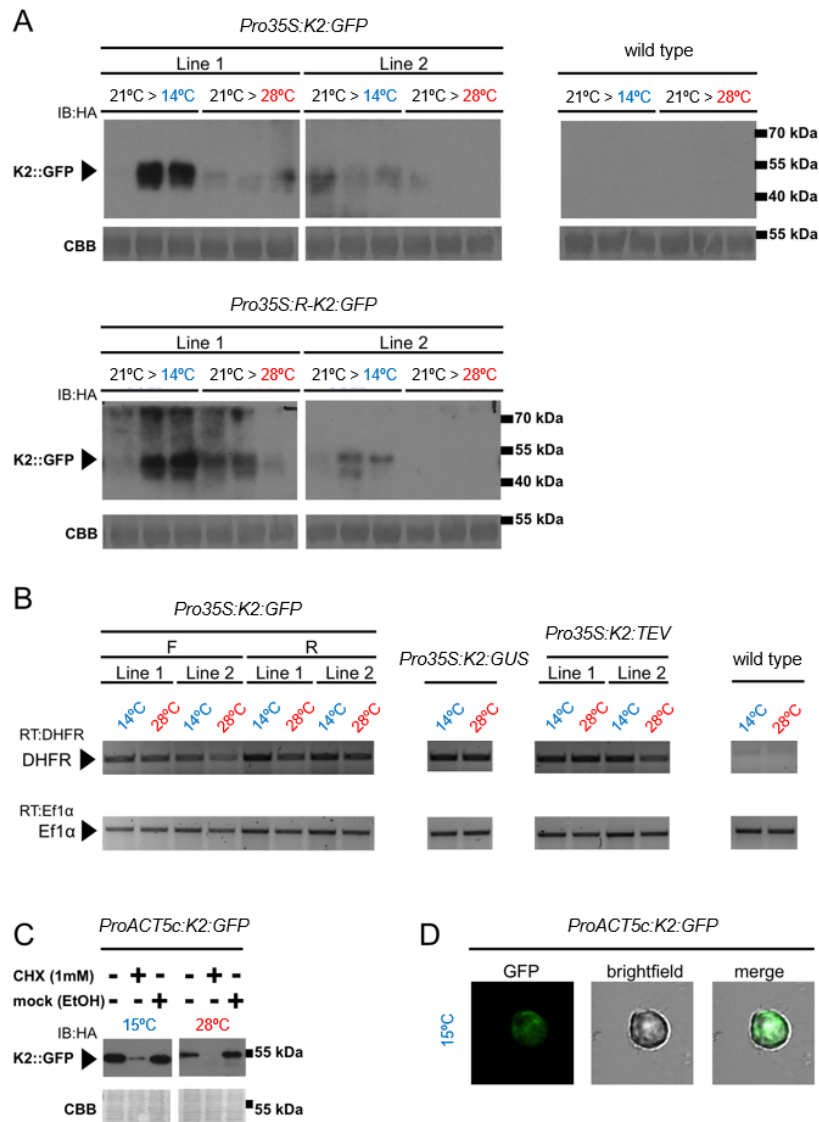 A
Pro35S:K2:GFP
Line 1
Line 2
wild type
21ºC > 14ºC
21ºC > 28ºC
21ºC > 14ºC
21ºC > 28ºC
21ºC > 14ºC
21ºC > 28ºC
IB:HA
K2::GFP
70 kDa
55 kDa
40 kDa
CBB
55 kDa
Pro35S:R-K2:GFP
Line 1
Line 2
21ºC > 14ºC
21ºC > 28ºC
21ºC > 14ºC
21ºC > 28ºC
IB:HA
K2::GFP
70 kDa
55 kDa
40 kDa
CBB
55 kDa
B
Pro35S:K2:GFP
F
R
Line 1
Line 2
Line 1
Line 2
Pro35S:K2:GUS
Pro35S:K2:TEV
Line 1
Line 2
wild type
14ºC 28ºC 14ºC 28ºC 14ºC 28ºC 14ºC 28ºC
14ºC 28ºC
14ºC 28ºC 14ºC 28ºC
14ºC 28ºC
RT:DHFR
DHFR
RT:Ef1α
Ef1α
C
ProACT5c:K2:GFP
CHX (1mM) - + - - + -
mock (EtOH) - - + - - +
IB:HA
15ºC
28ºC
K2::GFP
55 kDa
CBB
55 kDa
D
ProACT5c:K2:GFP
GFP
brightfield
merge
15ºC